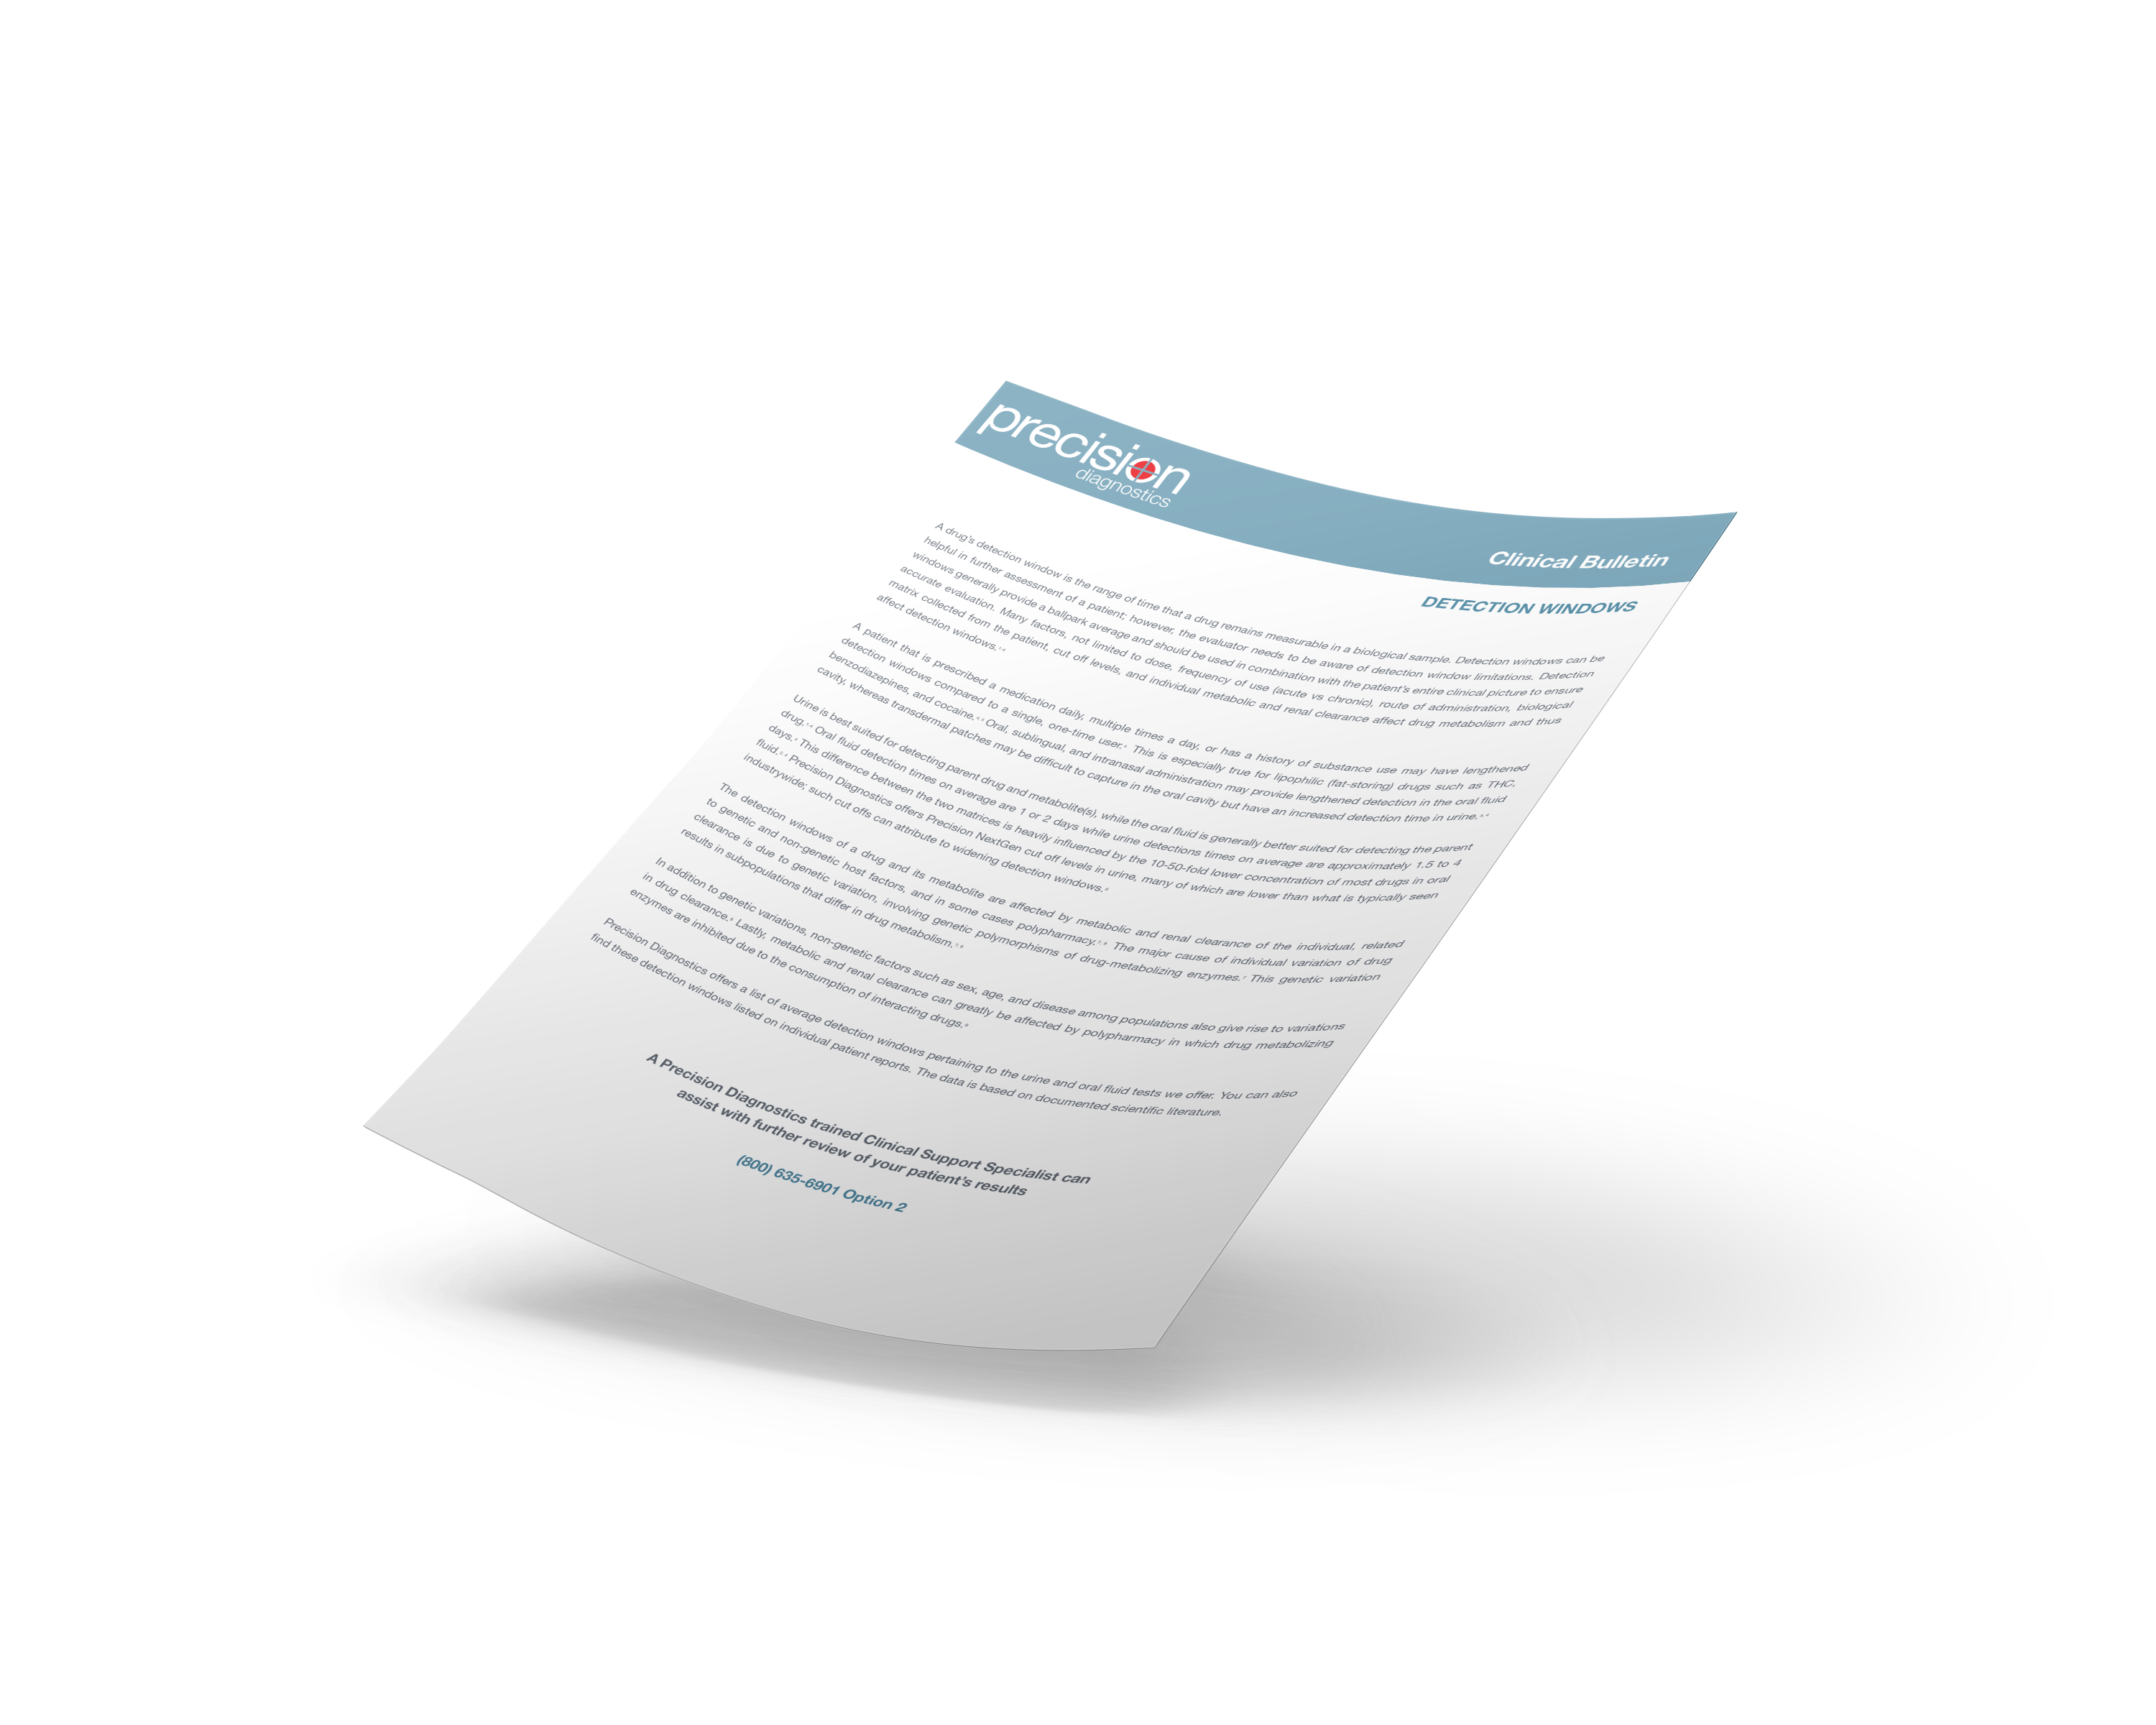 precision
diagnostics
Clinical Bulletin
DETECTION WINDOWS
A drug's detection window is the range of time that a drug remains measurable in a biological sample. Detection windows can be
helpful in further assessment of a patient; however, the evaluator needs to be aware of detection window limitations. Detection
windows generally provide a ballpark average and should be used in combination with the patient's entire clinical picture to ensure
accurate evaluation. Many factors, not limited to dose, frequency of use (acute vs chronic), route of administration, biological
matrix collected from the patient, cut off levels, and individual metabolic and renal clearance affect drug metabolism and thus
affect detection windows.
A patient that is prescribed a medication daily, multiple times a day, or has a history of substance use may have lengthened
detection windows compared to a single, one-time user. This is especially true for lipophilic (fat-storing) drugs such as THC,
benzodiazepines, and cocaine. Oral, sublingual, and intranasal administration may provide lengthened detection in the oral fluid
cavity, whereas transdermal patches may be difficult to capture in the oral cavity but have an increased detection time in urine.
Urine is best suited for detecting parent drug and metabolite(s), while the oral fluid is generally better suited for detecting the parent
drug. Oral fluid detection times on average are 1 or 2 days while urine detections times on average are approximately 1.5 to 4
days. This difference between the two matrices is heavily influenced by the 10-50-fold lower concentration of most drugs in oral
fluid. Precision Diagnostics offers Precision NextGen cut off levels in urine, many of which are lower than what is typically seen
industrywide; such cut offs can attribute to widening detection windows.
The detection windows of a drug and its metabolite are affected by metabolic and renal clearance of the individual, related
to genetic and non-genetic host factors, and in some cases polypharmacy. The major cause of individual variation of drug
clearance is due to genetic variation, involving genetic polymorphisms of drug-metabolizing enzymes. This genetic variation
results in subpopulations that differ in drug metabolism.
In addition to genetic variations, non-genetic factors such as sex, age, and disease among populations also give rise to variations
in drug clearance. Lastly, metabolic and renal clearance can greatly be affected by polypharmacy in which drug metabolizing
enzymes are inhibited due to the consumption of interacting drugs.
Precision Diagnostics offers a list of average detection windows pertaining to the urine and oral fluid tests we offer. You can also
find these detection windows listed on individual patient reports. The data is based on documented scientific literature.
A Precision Diagnostics trained Clinical Support Specialist can
assist with further review of your patient's results
(800) 635-6901 Option 2